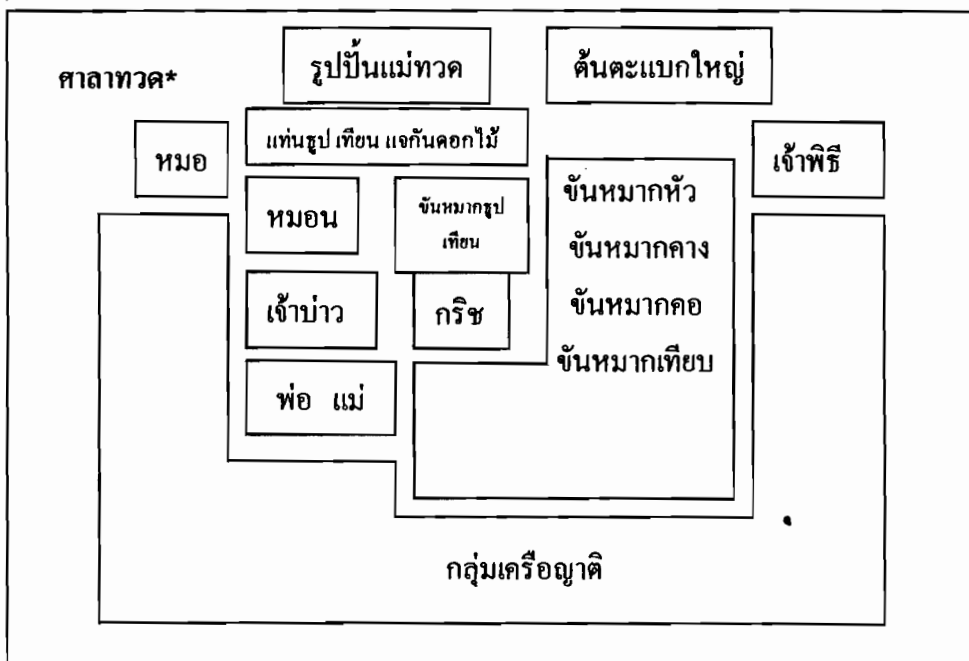 ศาลาทวด*
รูปปั้นแม่ทวด
ต้นตะแบกใหญ่
หมอ
แท่นธูป เทียน แจกันดอกไม้
เจ้าพิธี
หมอน
ขันหมากธูป
เทียน
ขันหมากหัว
ขันหมากคาง
ขันหมากคอ
ขันหมากเทียบ
เจ้าบ่าว
กริช
พ่อ แม่
กลุ่มเครือญาติ